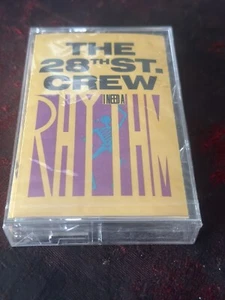 THE
28TH ST.
CREW
(I NEED A)
RHYTHM